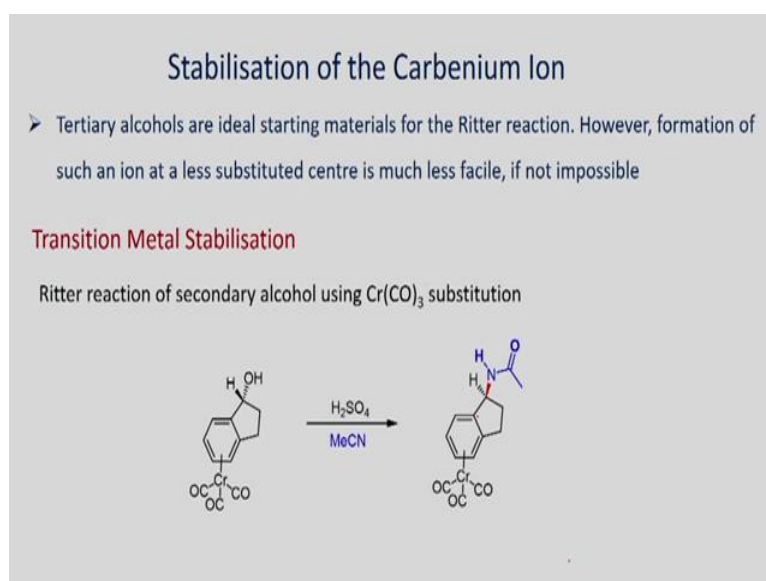 Stabilisation of the Carbenium Ion
➤ Tertiary alcohols are ideal starting materials for the Ritter reaction. However, formation of
such an ion at a less substituted centre is much less facile, if not impossible
Transition Metal Stabilisation
Ritter reaction of secondary alcohol using Cr(CO)₃ substitution
H OH
H₂SO₄
MeCN
Cr
OC CO
OC
H O
H N
Cr
OC CO
OC